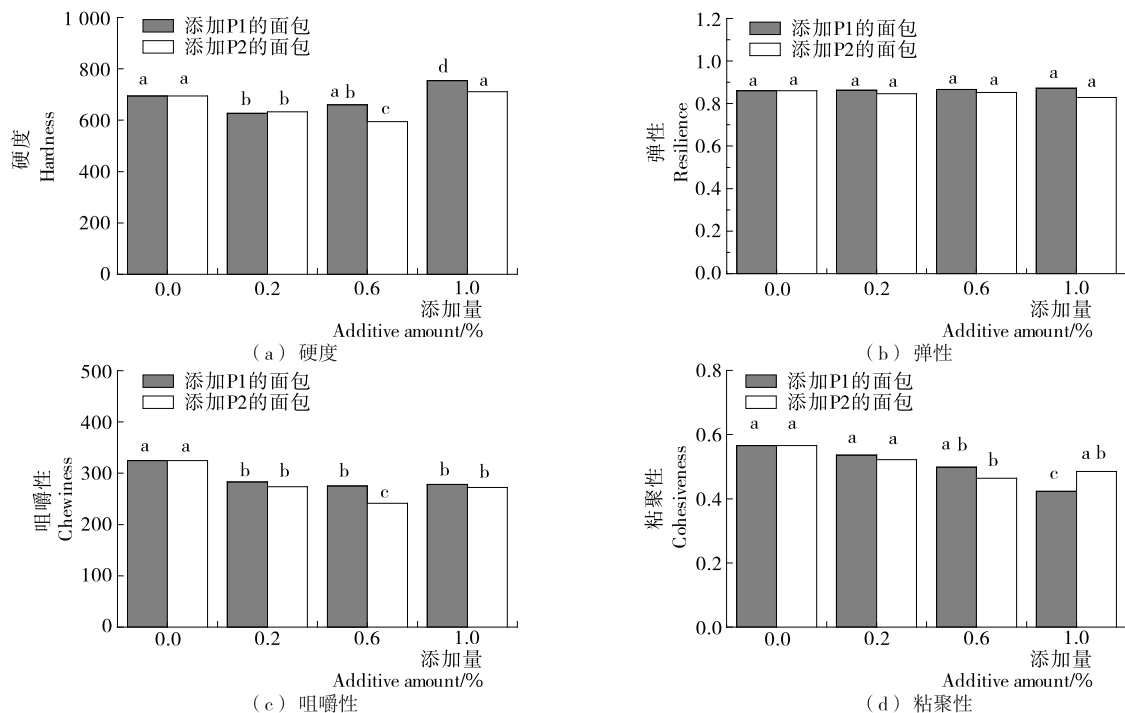 1 000
800
600
400
200
0
硬度
Hardness
添加P1的面包
添加P2的面包
a a b b a b c d a
0.0 0.2 0.6 1.0
添加量
Additive amount/%
（a）硬度
1.2
1.0
0.8
0.6
0.4
0.2
0.0
弹性
Resilience
添加P1的面包
添加P2的面包
a a a a a a a a
0.0 0.2 0.6 1.0
添加量
Additive amount/%
（b）弹性
500
400
300
200
100
0
咀嚼性
Chewiness
添加P1的面包
添加P2的面包
a a b b b c b b
0.0 0.2 0.6 1.0
添加量
Additive amount/%
（c）咀嚼性
0.8
0.6
0.4
0.2
0.0
粘聚性
Cohesiveness
添加P1的面包
添加P2的面包
a a a a a b b c a b
0.0 0.2 0.6 1.0
添加量
Additive amount/%
（d）粘聚性